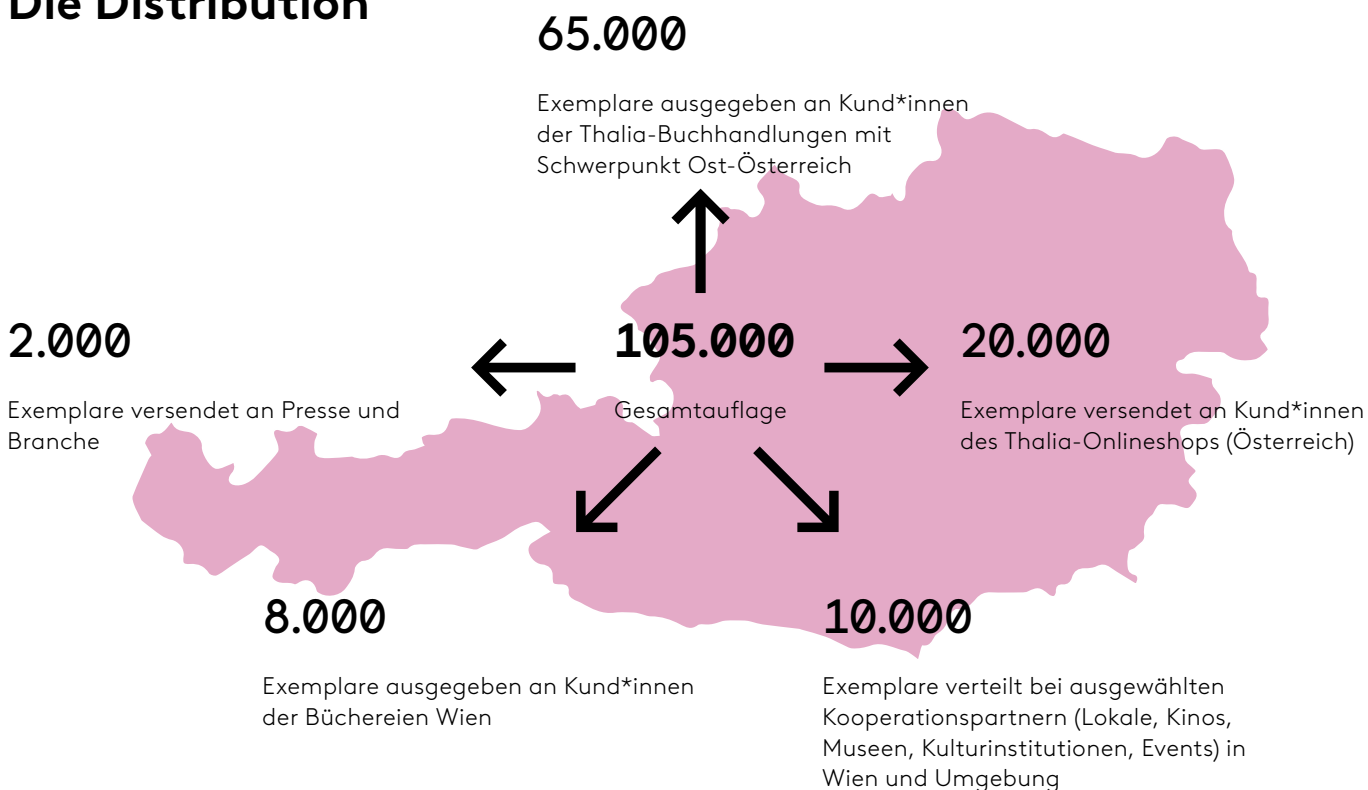 Die Distribution
65.000
Exemplare ausgegeben an Kund*innen
der Thalia-Buchhandlungen mit
Schwerpunkt Ost-Österreich
2.000
Exemplare versendet an Presse und
Branche
105.000
Gesamtauflage
20.000
Exemplare versendet an Kund*innen
des Thalia-Onlineshops (Österreich)
8.000
Exemplare ausgegeben an Kund*innen
der Büchereien Wien
10.000
Exemplare verteilt bei ausgewählten
Kooperationspartnern (Lokale, Kinos,
Museen, Kulturinstitutionen, Events) in
Wien und Umgebung